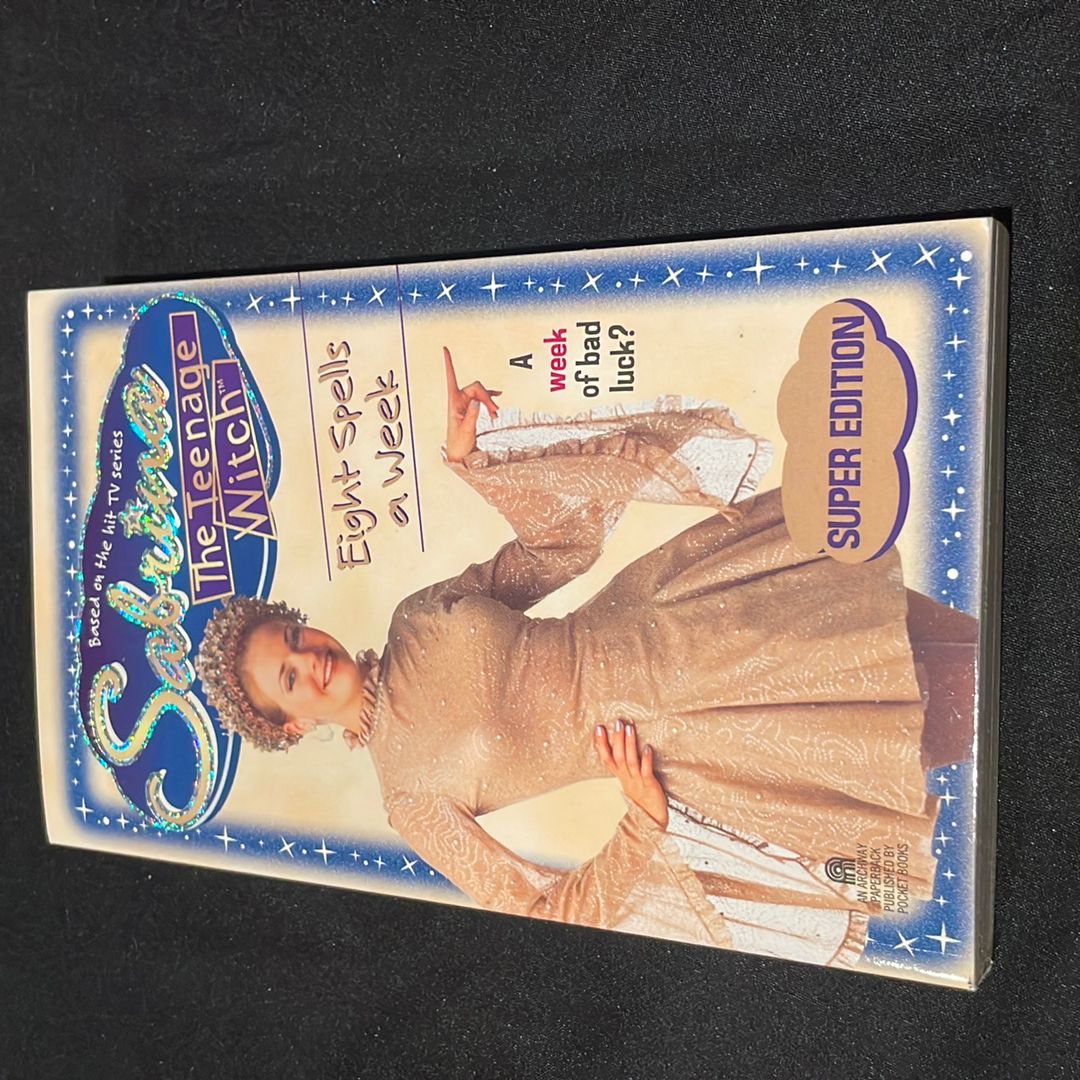 Based on the hit TV series
Sabrina
The Teenage
Witch™
Eight Spells
a Week
A
week
of bad
luck?
SUPER EDITION
AN ARCHWAY
PAPERBACK
PUBLISHED BY
POCKET BOOKS